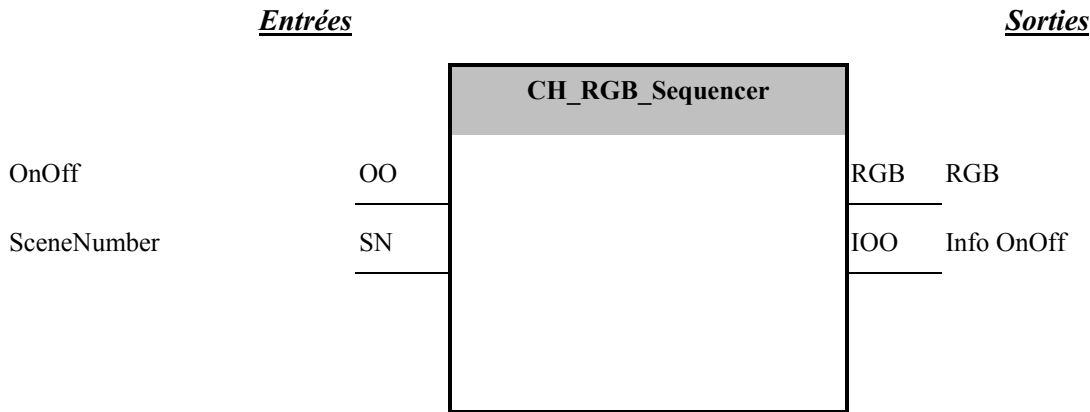 Entrées Sorties
CH_RGB_Sequencer
OnOff OO RGB RGB
SceneNumber SN IOO Info OnOff